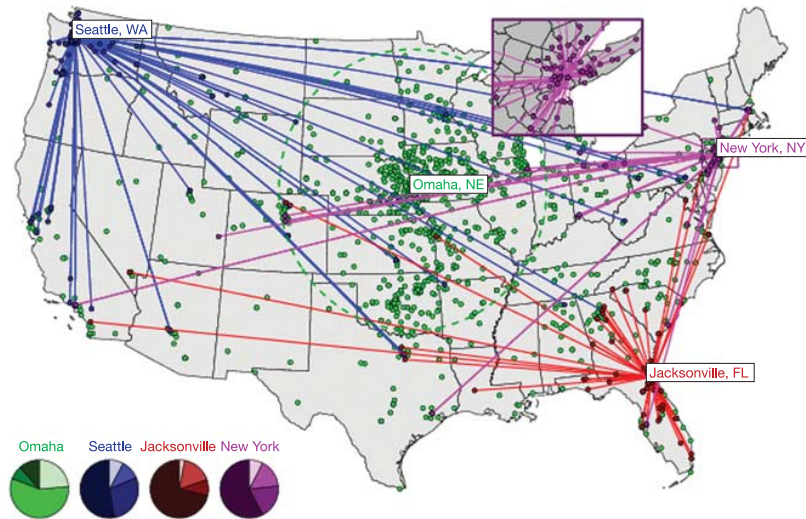 Seattle, WA
New York, NY
Omaha, NE
Jacksonville, FL
Omaha
Seattle
Jacksonville
New York